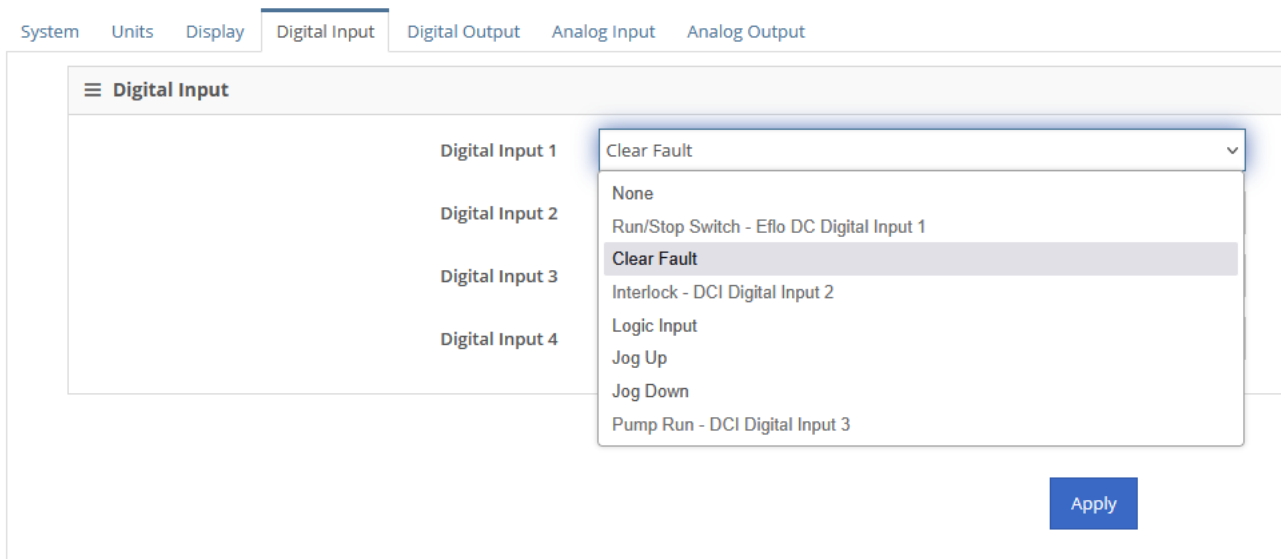 System Units Display Digital Input Digital Output Analog Input Analog Output
Digital Input
Digital Input 1 Clear Fault
None
Digital Input 2
Run/Stop Switch - Eflo DC Digital Input 1
Clear Fault
Digital Input 3
Interlock - DCI Digital Input 2
Logic Input
Digital Input 4
Jog Up
Jog Down
Pump Run - DCI Digital Input 3
Apply